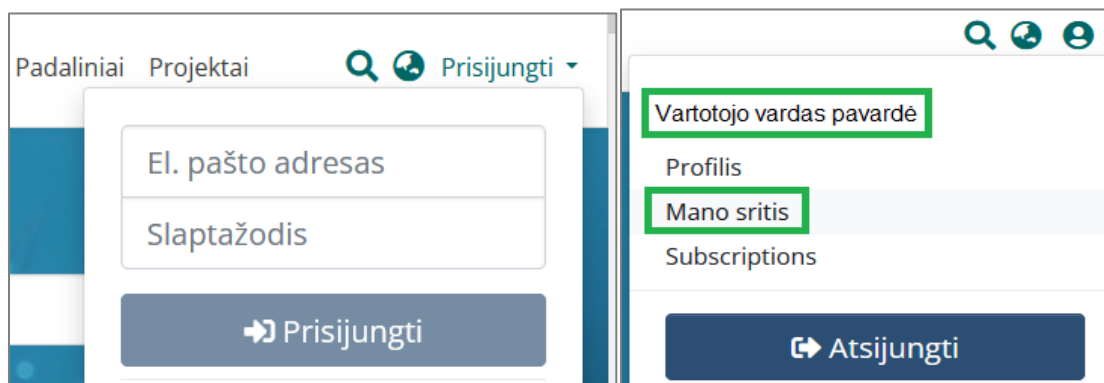 Padaliniai Projektai Prisijungti
El. pašto adresas
Slaptažodis
Prisijungti
Vartotojo vardas pavardė
Profilis
Mano sritis
Subscriptions
Atsijungti